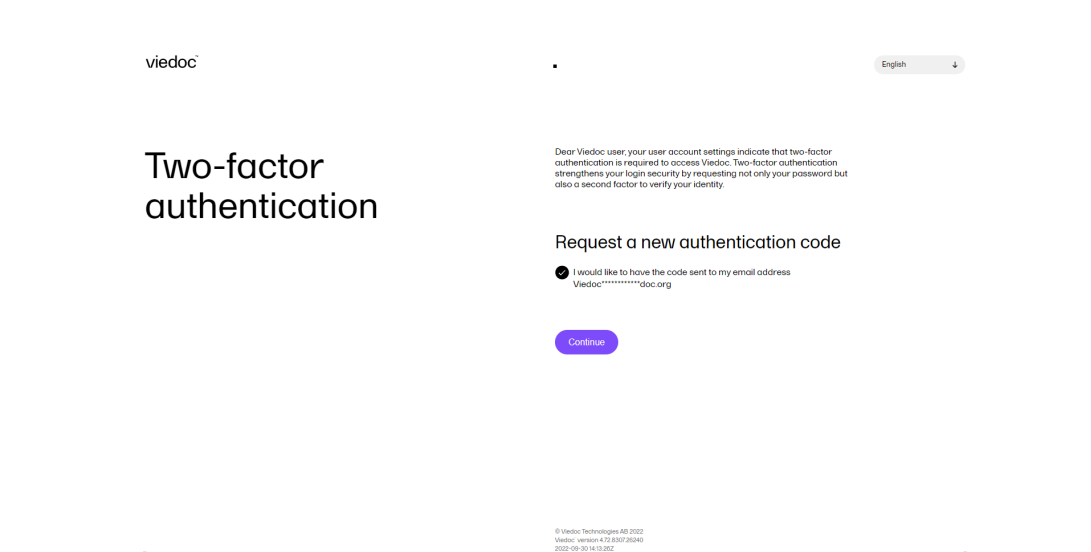 viedoc™
English
Two-factor
authentication
Dear Viedoc user, your user account settings indicate that two-factor
authentication is required to access Viedoc. Two-factor authentication
strengthens your login security by requesting not only your password but
also a second factor to verify your identity.
Request a new authentication code
I would like to have the code sent to my email address
Viedoc************doc.org
Continue
© Viedoc Technologies AB 2022
Viedoc version 4.72.8307.26240
2022-09-30 14:13:26Z